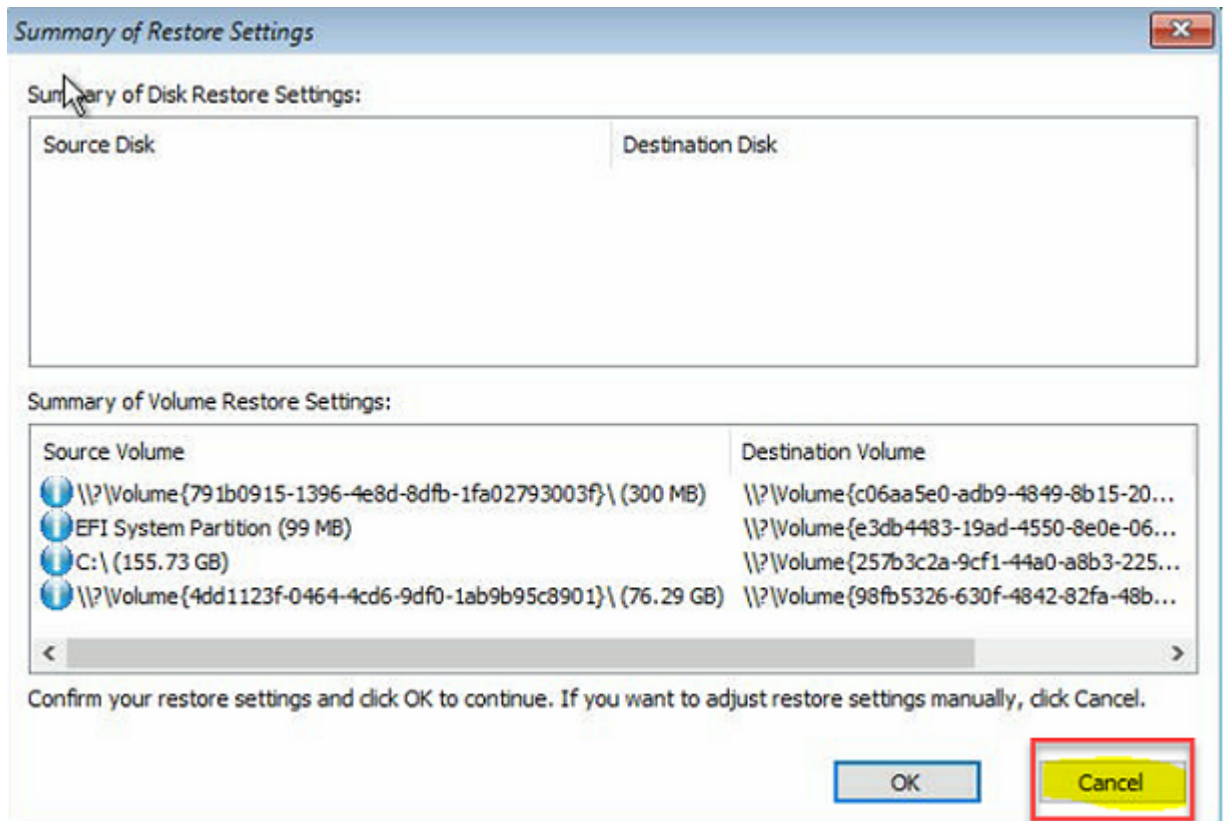 Summary of Restore Settings
Summary of Disk Restore Settings:
Source Disk Destination Disk
Summary of Volume Restore Settings:
Source Volume Destination Volume
\\?\Volume{791b0915-1396-4e8d-8dfb-1fa02793003f}\ (300 MB) \\?\Volume{c06aa5e0-adb9-4849-8b15-20...
EFI System Partition (99 MB) \\?\Volume{e3db4483-19ad-4550-8e0e-06...
C:\ (155.73 GB) \\?\Volume{257b3c2a-9cf1-44a0-a8b3-225...
\\?\Volume{4dd1123f-0464-4cd6-9df0-1ab9b95c8901}\ (76.29 GB) \\?\Volume{98fb5326-630f-4842-82fa-48b...
Confirm your restore settings and click OK to continue. If you want to adjust restore settings manually, click Cancel.
OK Cancel